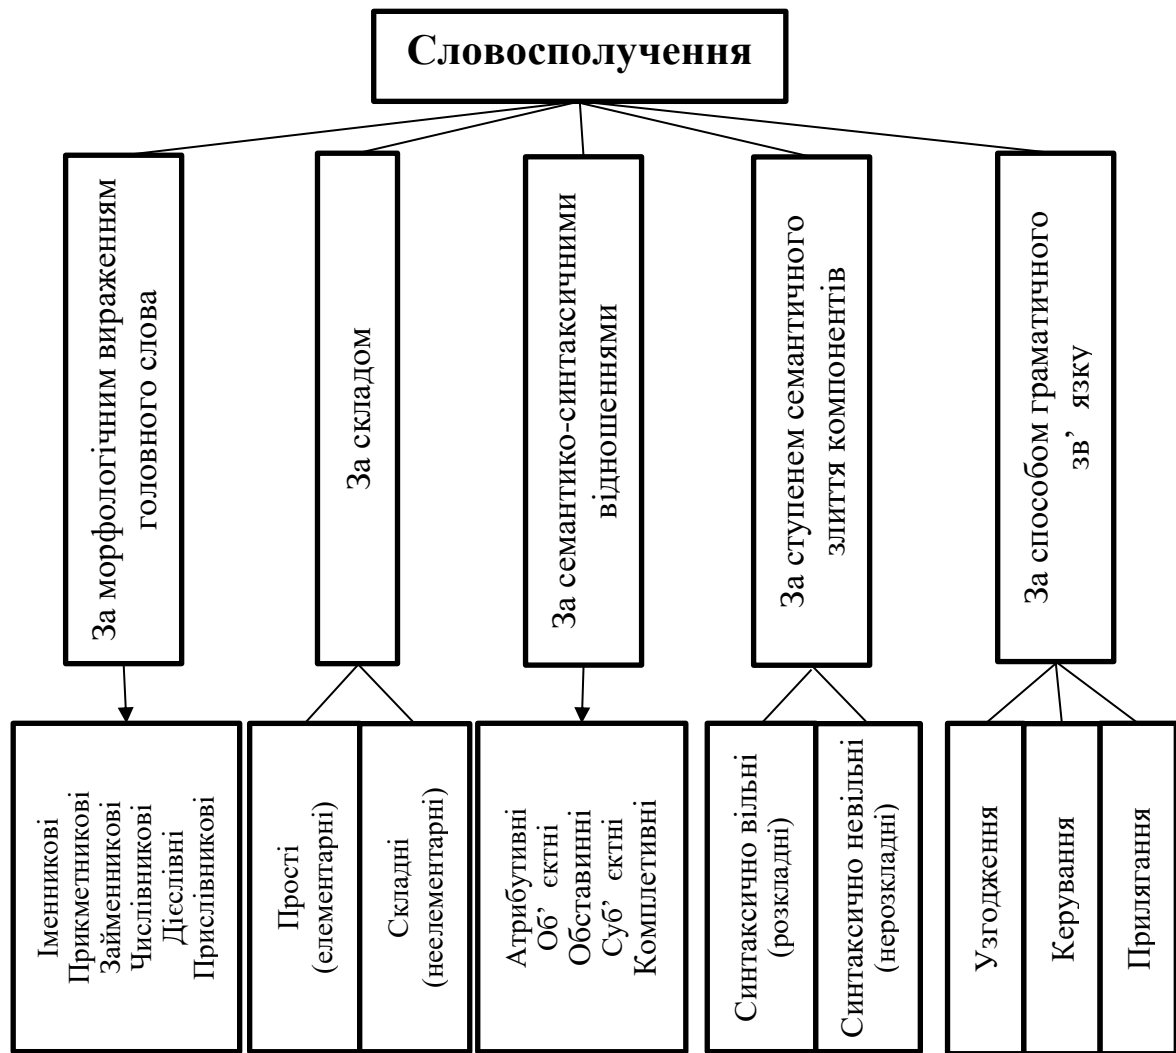 Словосполучення
За морфологічним вираженням
головного слова
За складом
За семантико-синтаксичними
відношеннями
За ступенем семантичного
злиття компонентів
За способом граматичного
зв’ язку
Іменникові
Прикметникові
Займенникові
Числівникові
Дієслівні
Прислівникові
Прості
(елементарні)
Складні
(неелементарні)
Атрибутивні
Об’ єктні
Обставинні
Суб’ єктні
Комплетивні
Синтаксично вільні
(розкладні)
Синтаксично невільні
(нерозкладні)
Узгодження
Керування
Прилягання